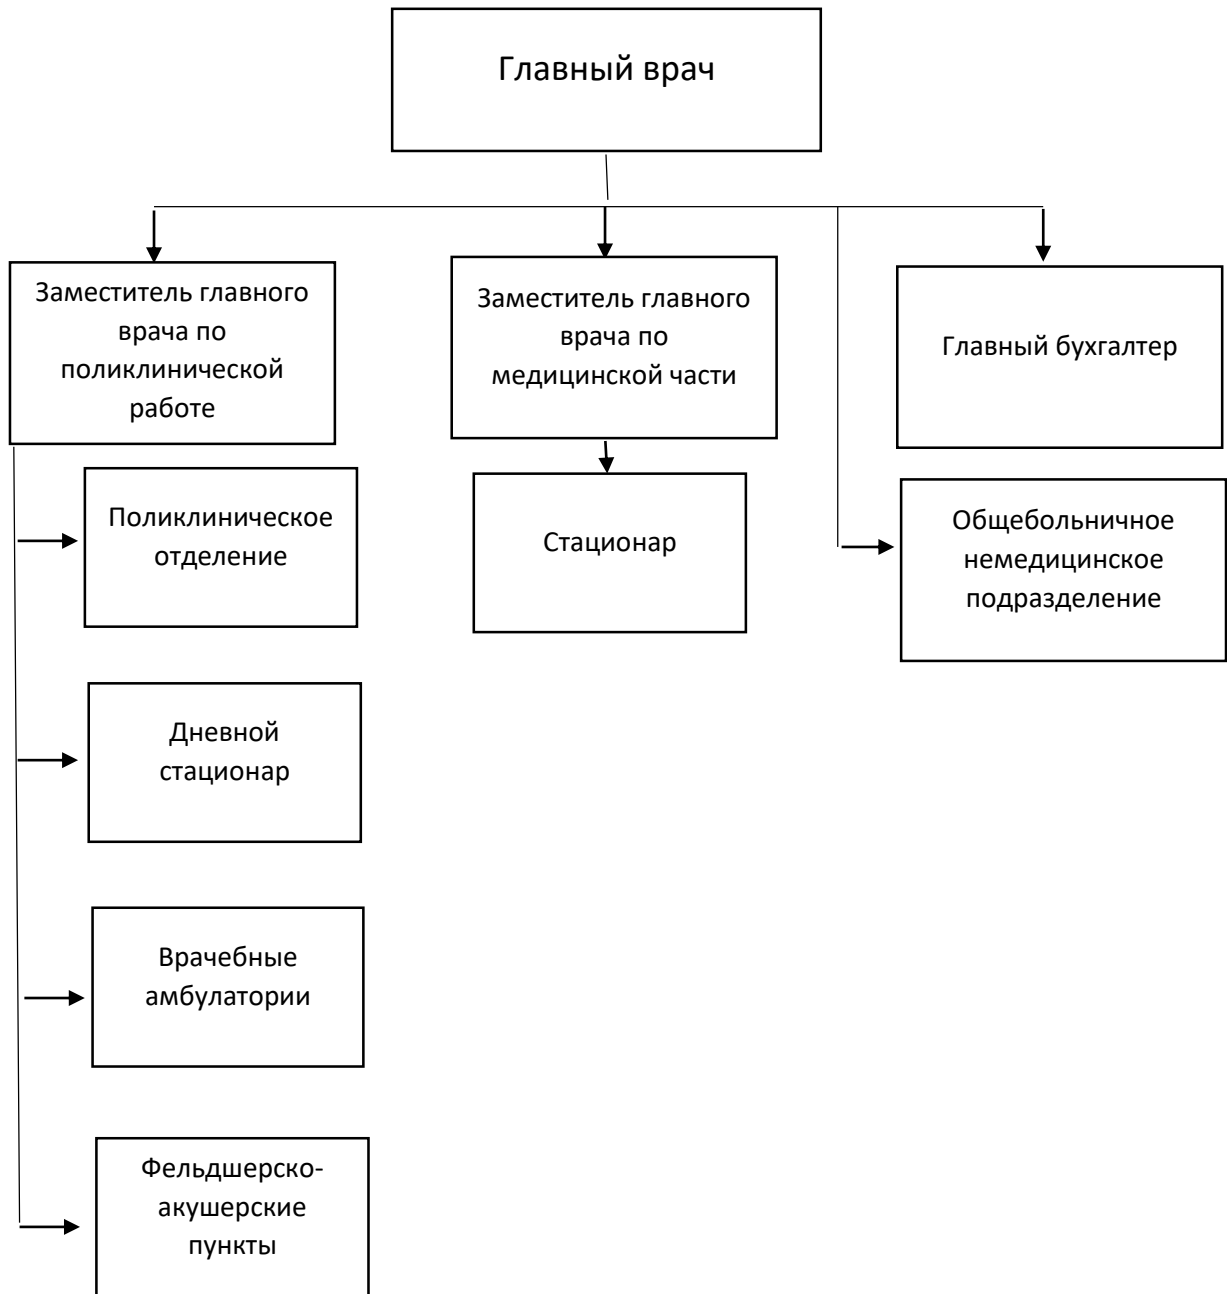 Главный врач
Заместитель главного
врача по
поликлинической
работе
Заместитель главного
врача по
медицинской части
Главный бухгалтер
Поликлиническое
отделение
Стационар
Общебольничное
немедицинское
подразделение
Дневной
стационар
Врачебные
амбулатории
Фельдшерско-
акушерские
пункты